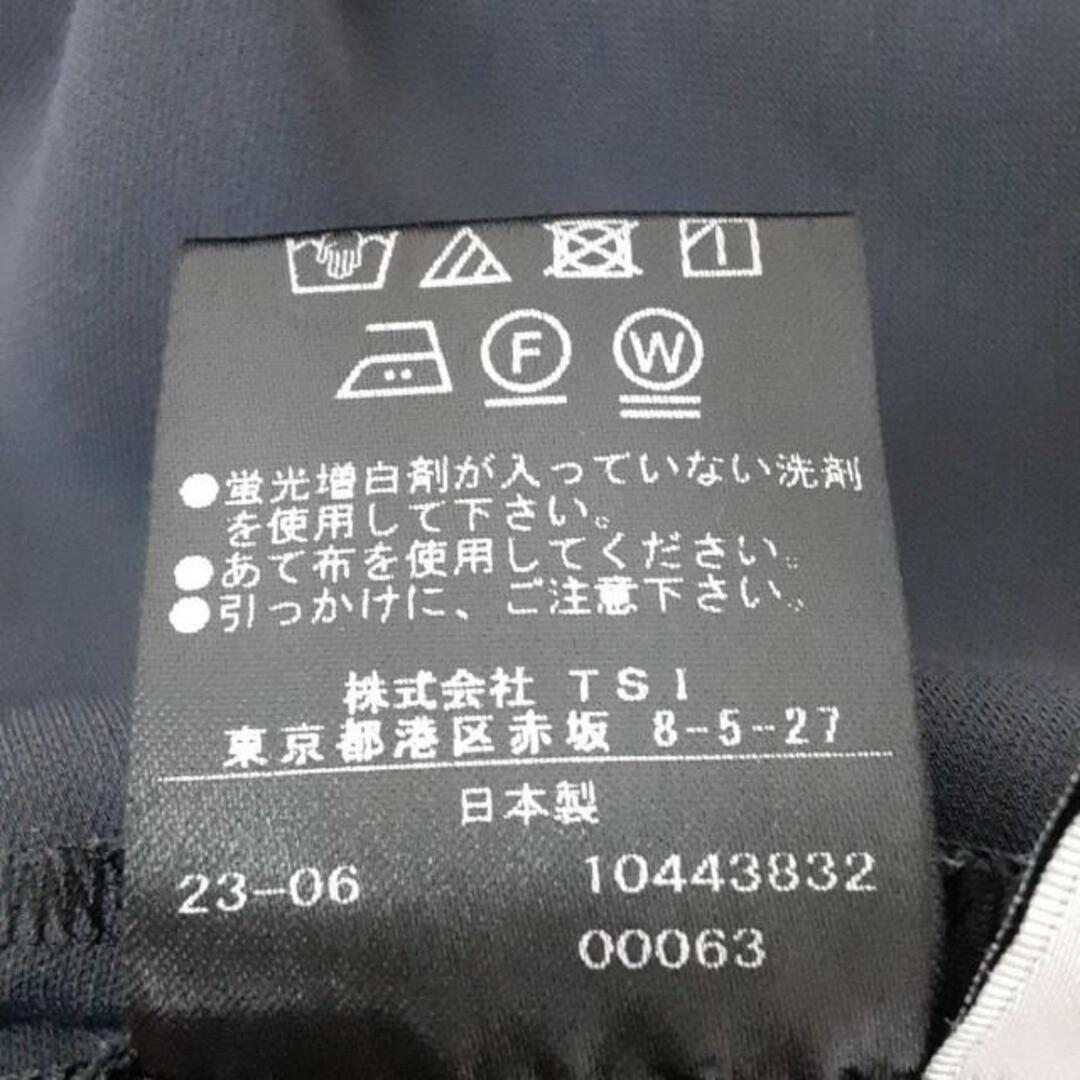 F W
●蛍光増白剤が入っていない洗剤
を使用して下さい。
●あて布を使用してください。
●引っかけに、ご注意下さい。
株式会社 TSI
東京都港区赤坂 8-5-27
日本製
23-06 10443832
00063